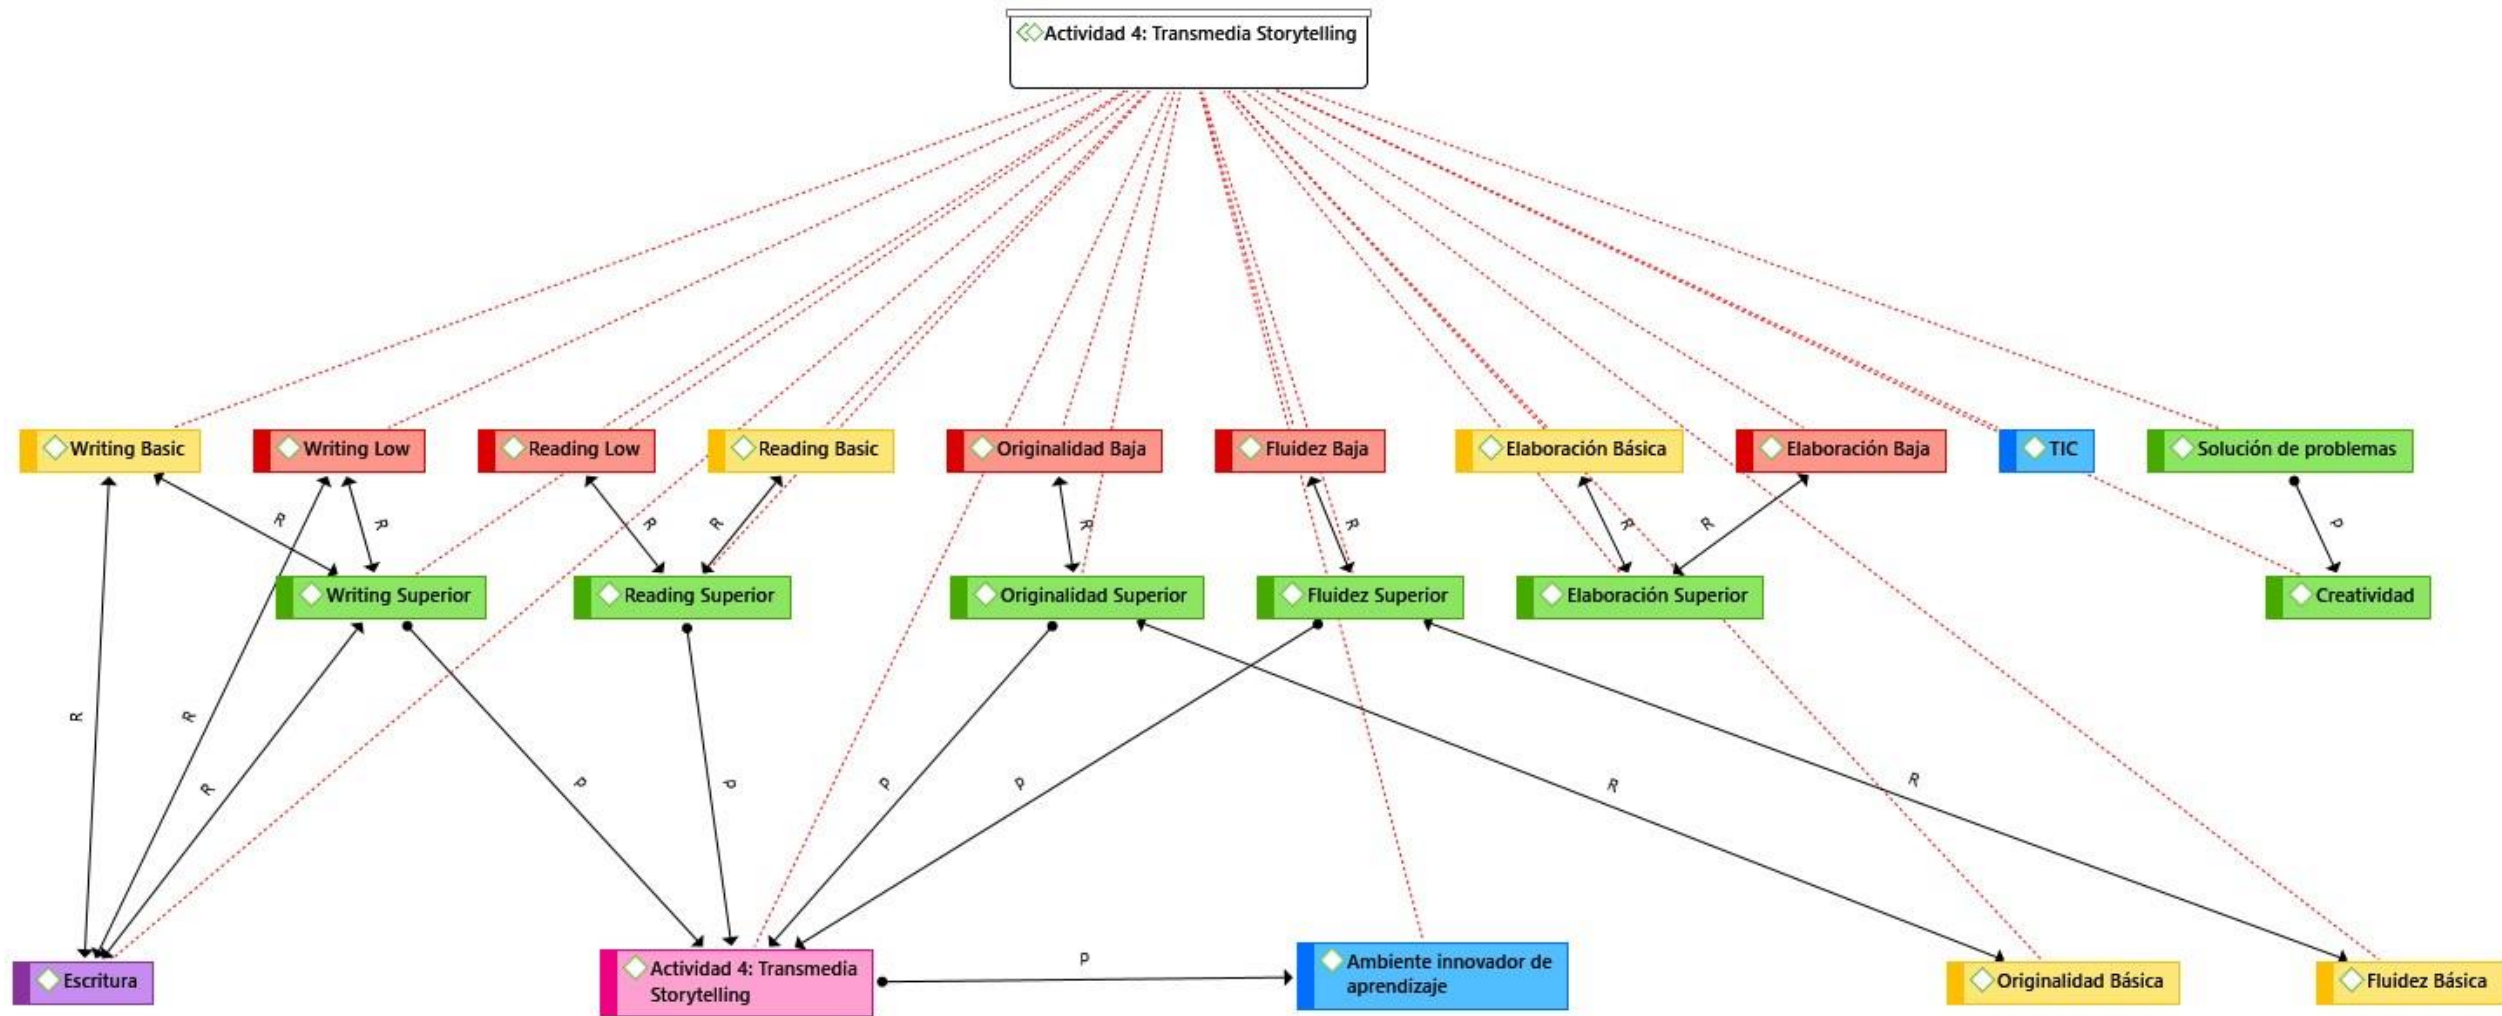 Actividad 4: Transmedia Storytelling
Writing Basic
Writing Low
Reading Low
Reading Basic
Originalidad Baja
Fluidez Baja
Elaboración Básica
Elaboración Baja
TIC
Solución de problemas
R
R
R
R
R
R
R
R
P
Writing Superior
Reading Superior
Originalidad Superior
Fluidez Superior
Elaboración Superior
Creatividad
R
R
R
P
P
P
P
R
R
Escritura
Actividad 4: Transmedia
Storytelling
P
Ambiente innovador de
aprendizaje
Originalidad Básica
Fluidez Básica